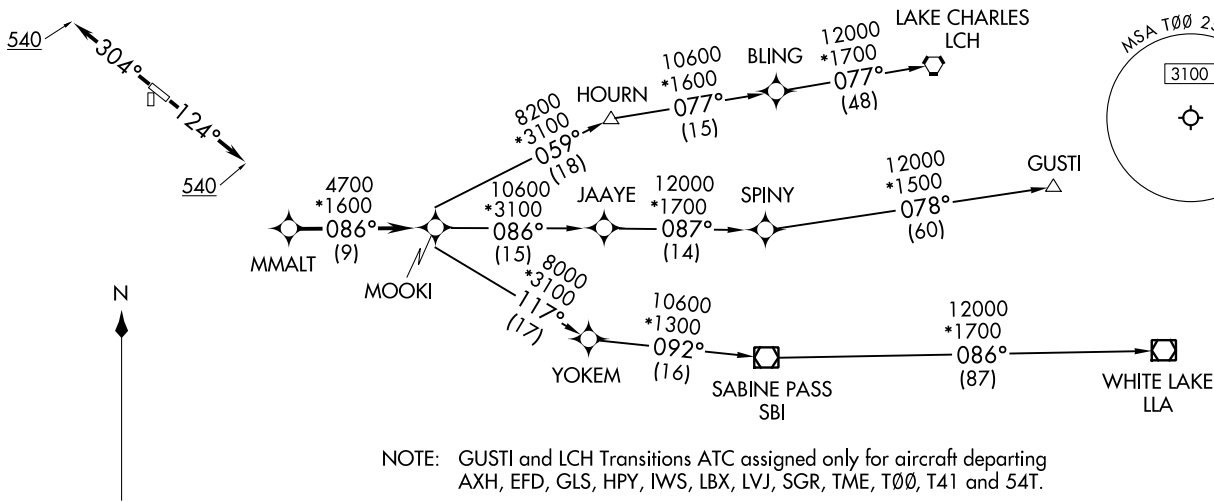 540
304°
124°
540
MMALT
4700
*1600
086°
(9)
MOOKI
8200
*3100
059°
(18)
HOURN
10600
*1600
077°
(15)
BLING
12000
*1700
077°
(48)
LAKE CHARLES
LCH
10600
*3100
086°
(15)
JAAYE
12000
*1700
087°
(14)
SPINY
12000
*1500
078°
(60)
GUSTI
8000
*3100
117°
(17)
YOKEM
10600
*1300
092°
(16)
SABINE PASS
SBI
12000
*1700
086°
(87)
WHITE LAKE
LLA
MSA TØØ
3100
N
NOTE: GUSTI and LCH Transitions ATC assigned only for aircraft departing
AXH, EFD, GLS, HPY, IWS, LBX, LVJ, SGR, TME, TØØ, T41 and 54T.